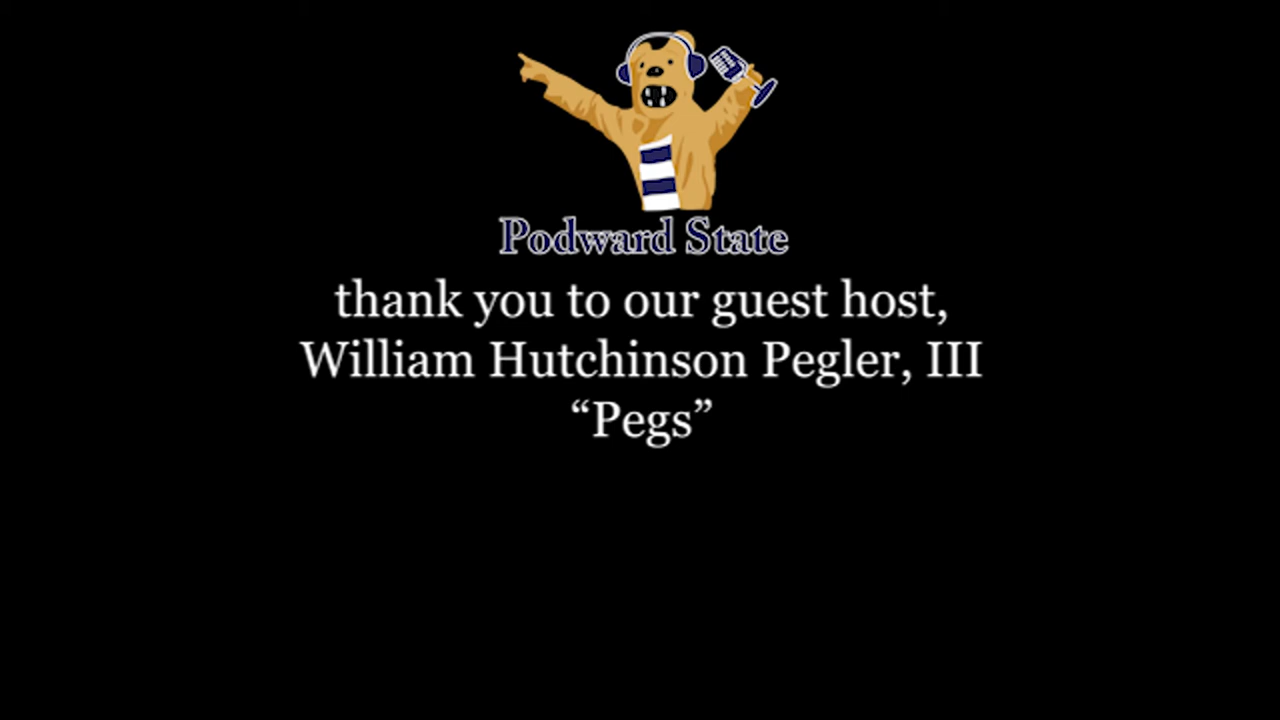 Podward State
thank you to our guest host,
William Hutchinson Pegler, III
“Pegs”